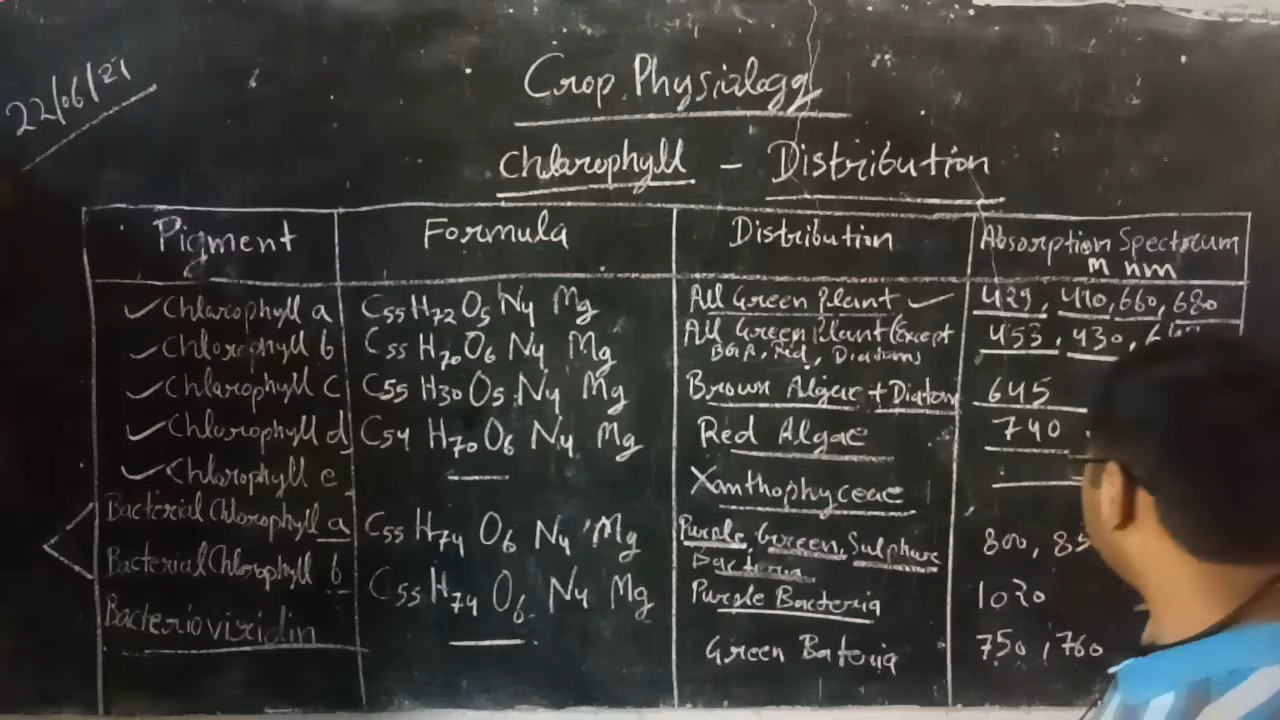 22/06/21
Crop Physiology
Chlorophyll - Distribution
Pigment Formula Distribution Absorption Spectrum
m nm
✓ Chlorophyll a C55 H72 O5 N4 Mg All Green Plant ✓ 429, 410, 660, 680
✓ Chlorophyll b C55 H70 O6 N4 Mg All Green Plant (Except 453, 430,
BGA, Red, Diatoms
✓ Chlorophyll c C55 H30 O5 N4 Mg Brown Algae + Diatom 645
✓ Chlorophyll d C54 H70 O6 N4 Mg Red Algae 740
✓ Chlorophyll e — Xanthophyceae —
Bacterial Chlorophyll a C55 H74 O6 N4 Mg Purple, Green, Sulphur 800,
Bacteria
Bacterial Chlorophyll b C55 H74 O6 N4 Mg Purple Bacteria 1020
Bacterioviridin — Green Bateria 750, 760